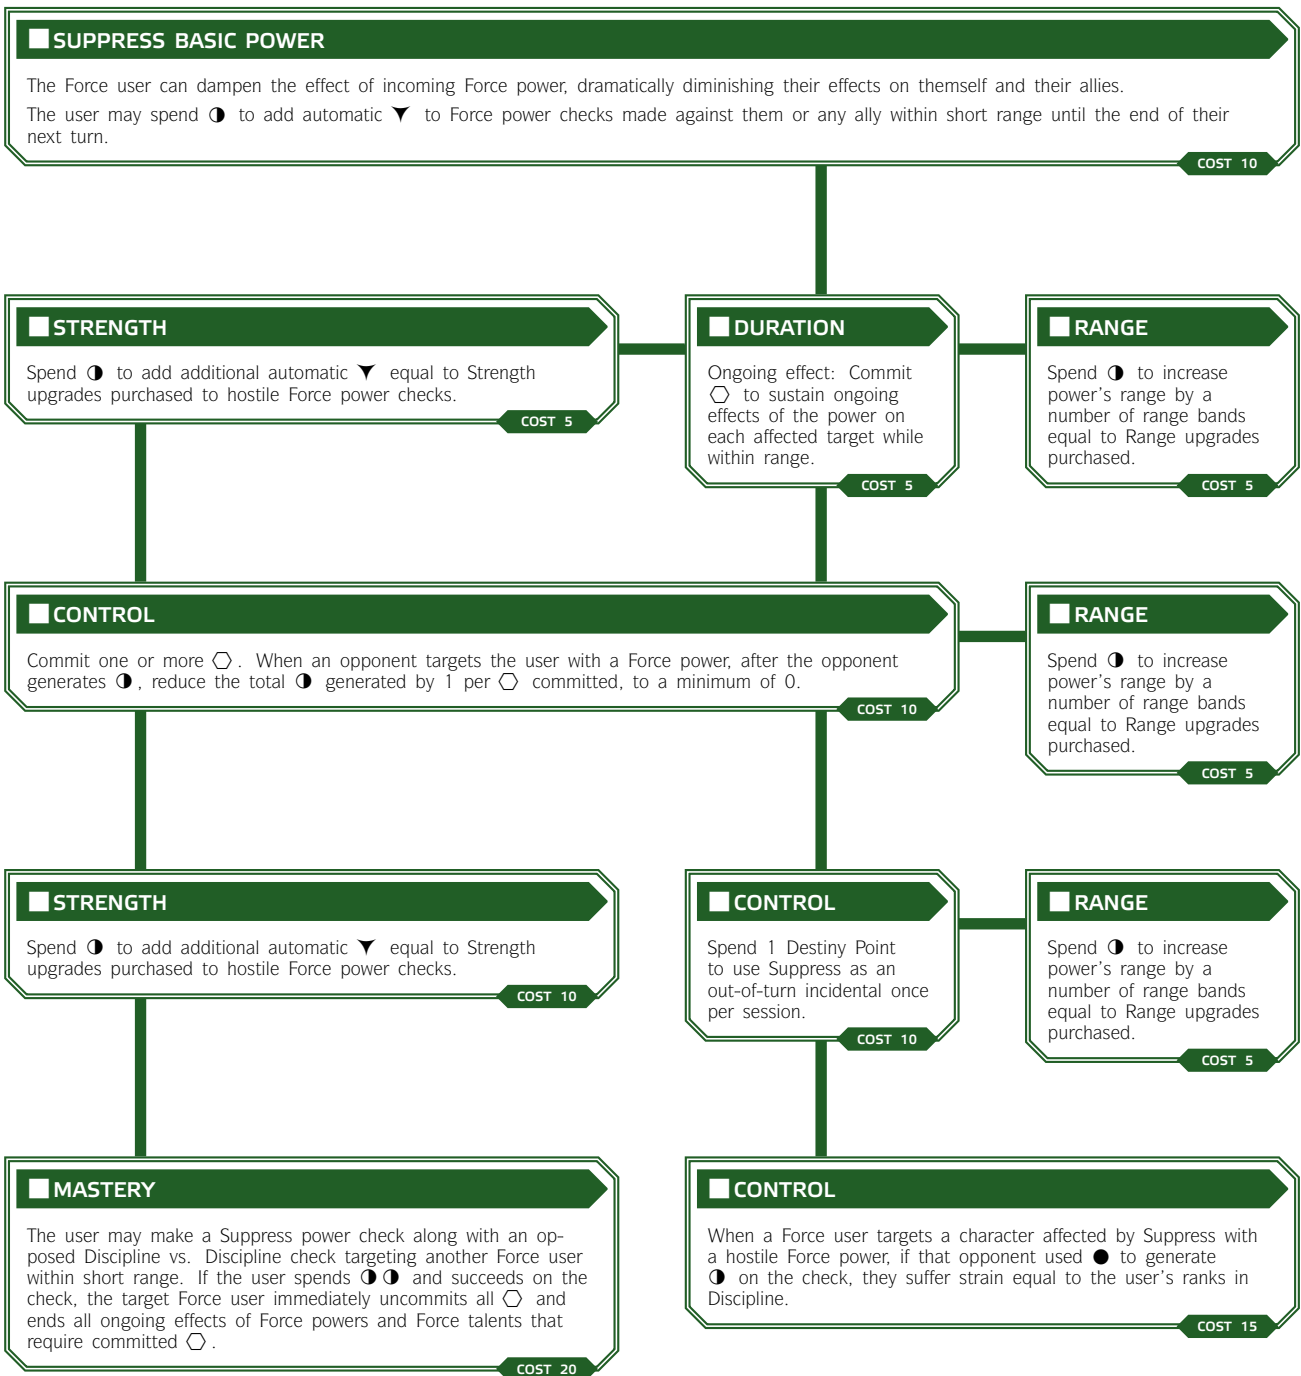 SUPPRESS BASIC POWER
The Force user can dampen the effect of incoming Force power, dramatically diminishing their effects on themself and their allies.
The user may spend ◑ to add automatic ⮟ to Force power checks made against them or any ally within short range until the end of their
next turn.
COST 10
STRENGTH
Spend ◑ to add additional automatic ⮟ equal to Strength
upgrades purchased to hostile Force power checks.
COST 5
DURATION
Ongoing effect: Commit
⬡ to sustain ongoing
effects of the power on
each affected target while
within range.
COST 5
RANGE
Spend ◑ to increase
power's range by a
number of range bands
equal to Range upgrades
purchased.
COST 5
CONTROL
Commit one or more ⬡. When an opponent targets the user with a Force power, after the opponent
generates ◑, reduce the total ◑ generated by 1 per ⬡ committed, to a minimum of 0.
COST 10
RANGE
Spend ◑ to increase
power's range by a
number of range bands
equal to Range upgrades
purchased.
COST 5
STRENGTH
Spend ◑ to add additional automatic ⮟ equal to Strength
upgrades purchased to hostile Force power checks.
COST 10
CONTROL
Spend 1 Destiny Point
to use Suppress as an
out-of-turn incidental once
per session.
COST 10
RANGE
Spend ◑ to increase
power's range by a
number of range bands
equal to Range upgrades
purchased.
COST 5
MASTERY
The user may make a Suppress power check along with an op-
posed Discipline vs. Discipline check targeting another Force user
within short range. If the user spends ◑◑ and succeeds on the
check, the target Force user immediately uncommits all ⬡ and
ends all ongoing effects of Force powers and Force talents that
require committed ⬡.
COST 20
CONTROL
When a Force user targets a character affected by Suppress with
a hostile Force power, if that opponent used ● to generate
◑ on the check, they suffer strain equal to the user's ranks in
Discipline.
COST 15